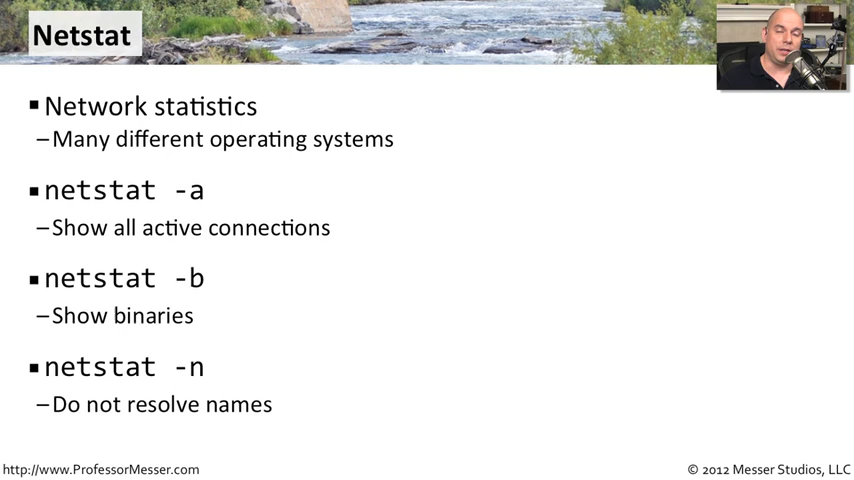 Netstat
▪ Network statistics
–Many different operating systems
▪ netstat -a
–Show all active connections
▪ netstat -b
–Show binaries
▪ netstat -n
–Do not resolve names
http://www.ProfessorMesser.com
© 2012 Messer Studios, LLC